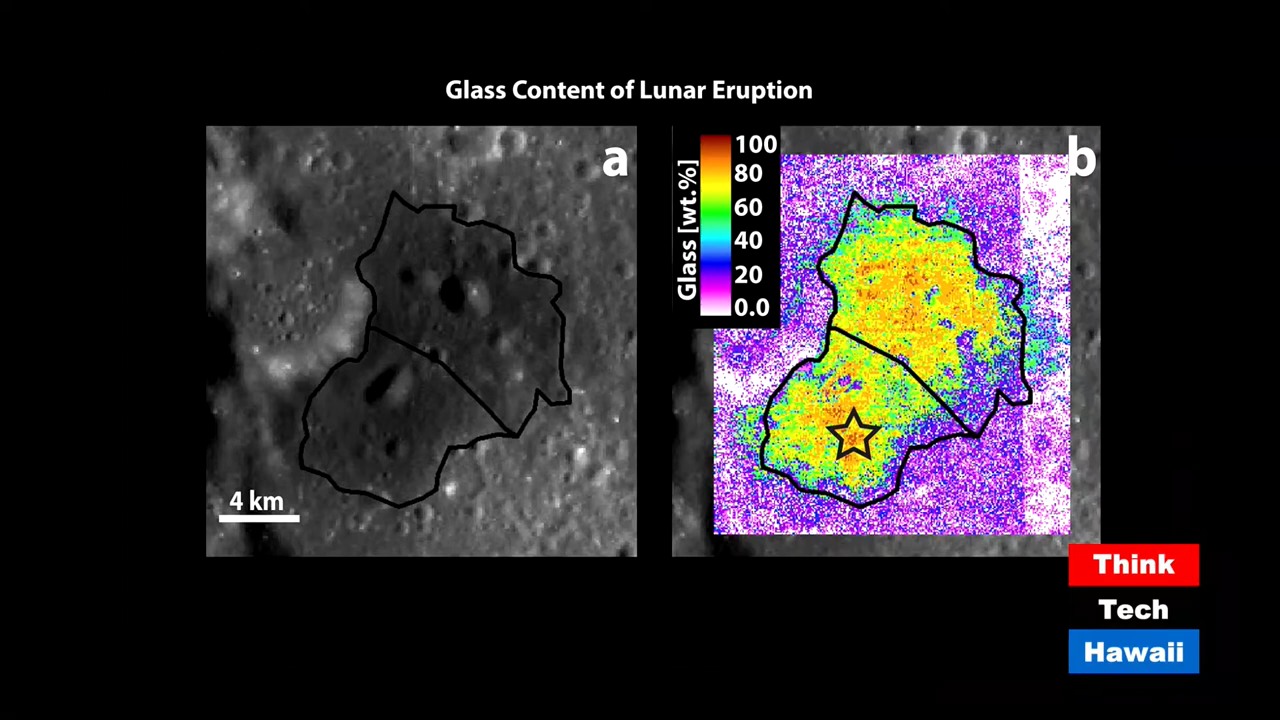 Glass Content of Lunar Eruption
a
4 km
b
Glass [wt.%]
100
80
60
40
20
0.0
Think
Tech
Hawaii